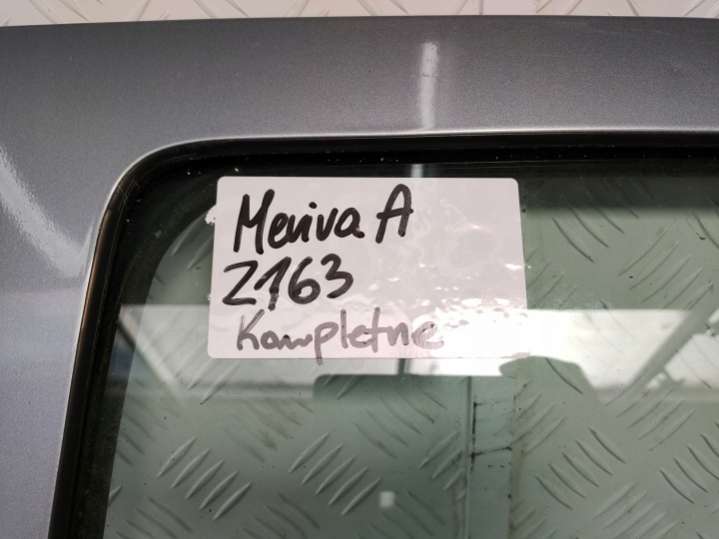 Meriva A
Z163
Kompletne